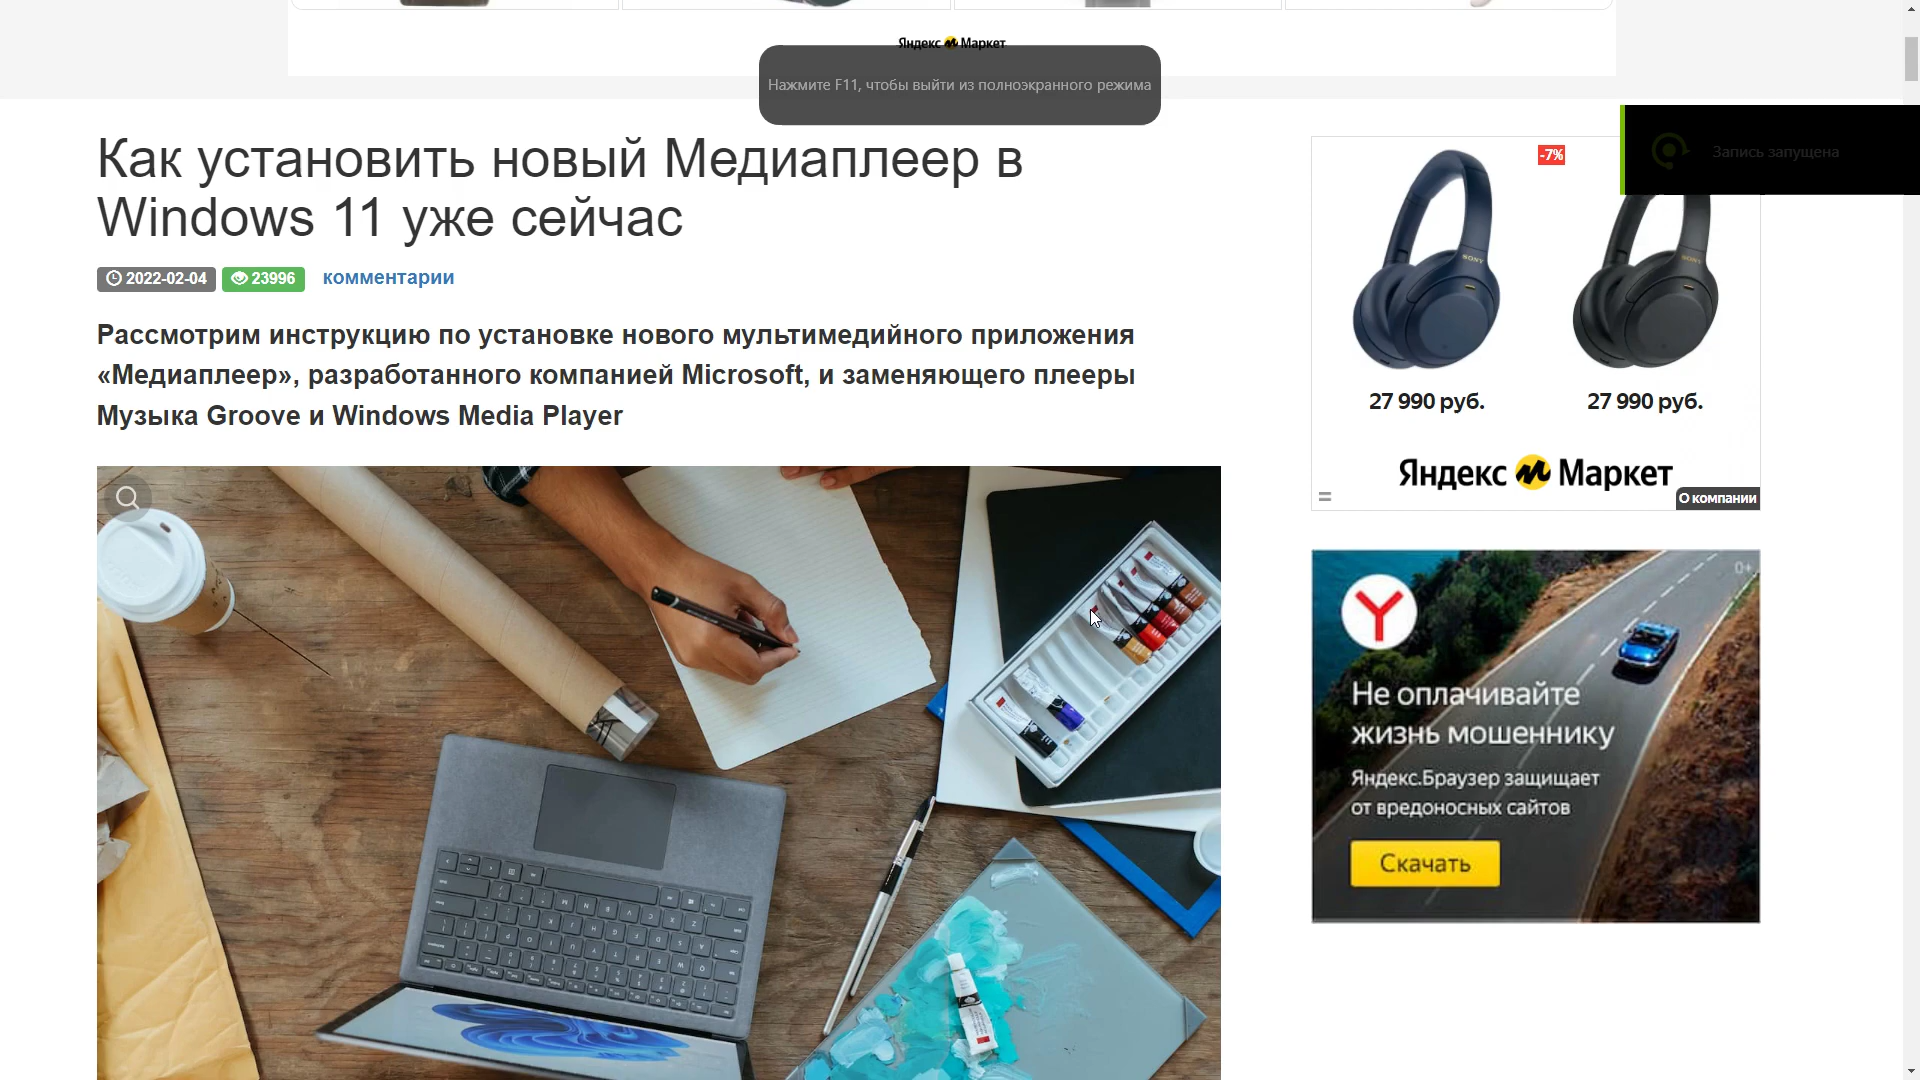 Яндекс Маркет
Нажмите F11, чтобы выйти из полноэкранного режима
Запись запущена
Как установить новый Медиаплеер в
Windows 11 уже сейчас
2022-02-04 23996 комментарии
Рассмотрим инструкцию по установке нового мультимедийного приложения
«Медиаплеер», разработанного компанией Microsoft, и заменяющего плееры
Музыка Groove и Windows Media Player
-7%
SONY
SONY
27 990 руб.
27 990 руб.
Яндекс Маркет
О компании
0+
Не оплачивайте
жизнь мошеннику
Яндекс.Браузер защищает
от вредоносных сайтов
Скачать